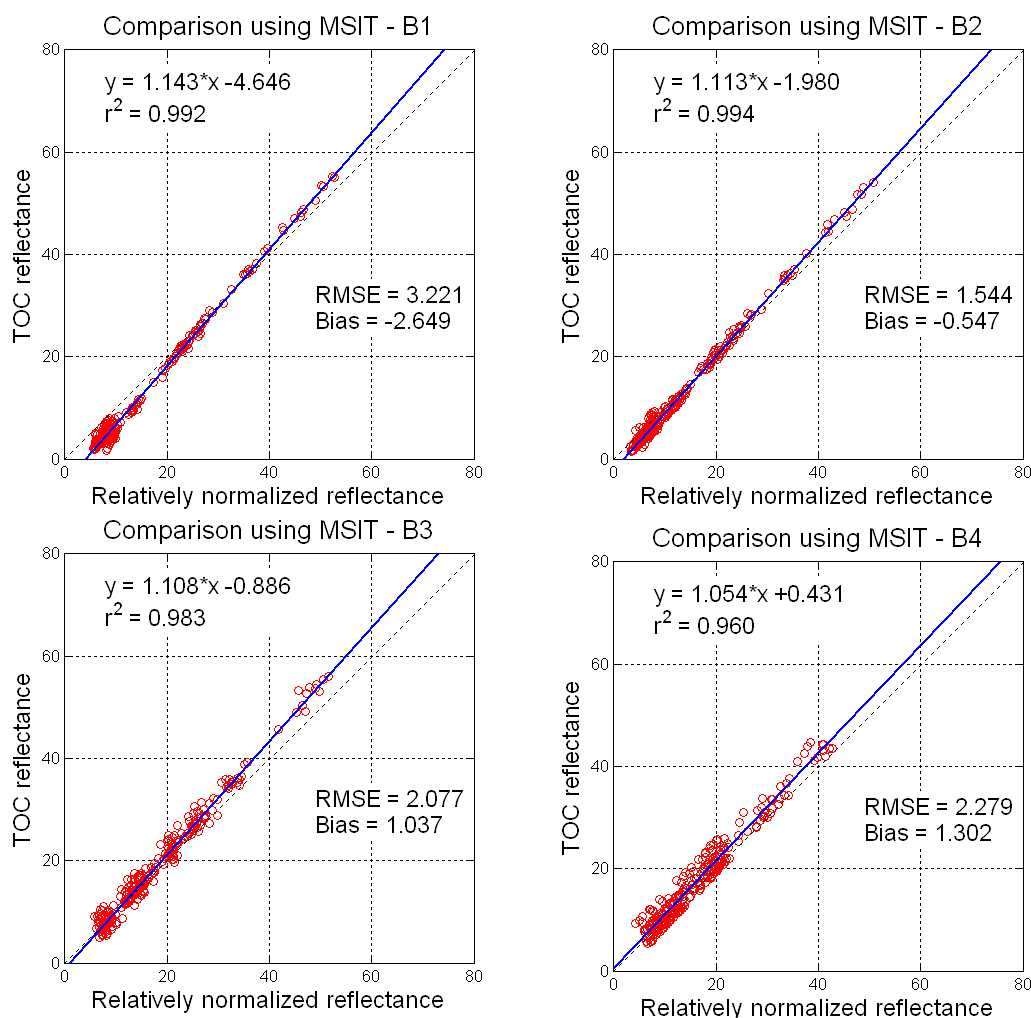 Comparison using MSIT - B1
80
60
40
20
0
y = 1.143*x -4.646
r² = 0.992
RMSE = 3.221
Bias = -2.649
TOC reflectance
0 20 40 60 80
Relatively normalized reflectance
Comparison using MSIT - B2
80
60
40
20
0
y = 1.113*x -1.980
r² = 0.994
RMSE = 1.544
Bias = -0.547
TOC reflectance
0 20 40 60 80
Relatively normalized reflectance
Comparison using MSIT - B3
80
60
40
20
0
y = 1.108*x -0.886
r² = 0.983
RMSE = 2.077
Bias = 1.037
TOC reflectance
0 20 40 60 80
Relatively normalized reflectance
Comparison using MSIT - B4
80
60
40
20
0
y = 1.054*x +0.431
r² = 0.960
RMSE = 2.279
Bias = 1.302
TOC reflectance
0 20 40 60 80
Relatively normalized reflectance